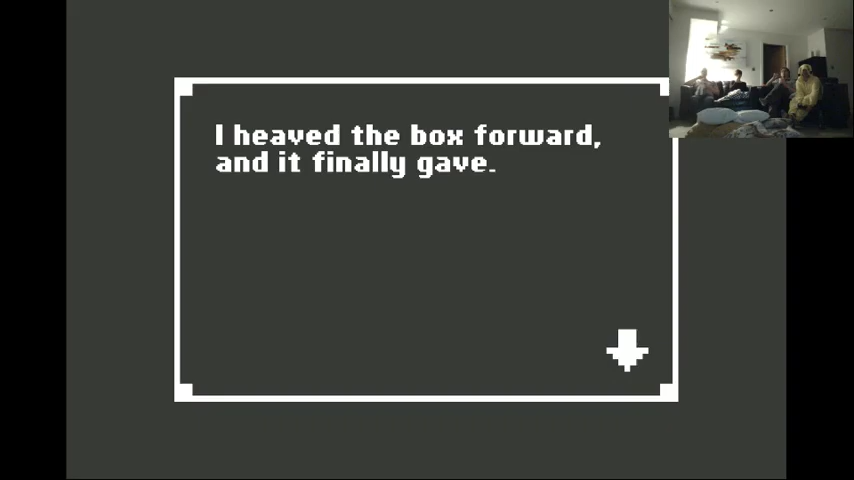 I heaved the box forward,
and it finally gave.